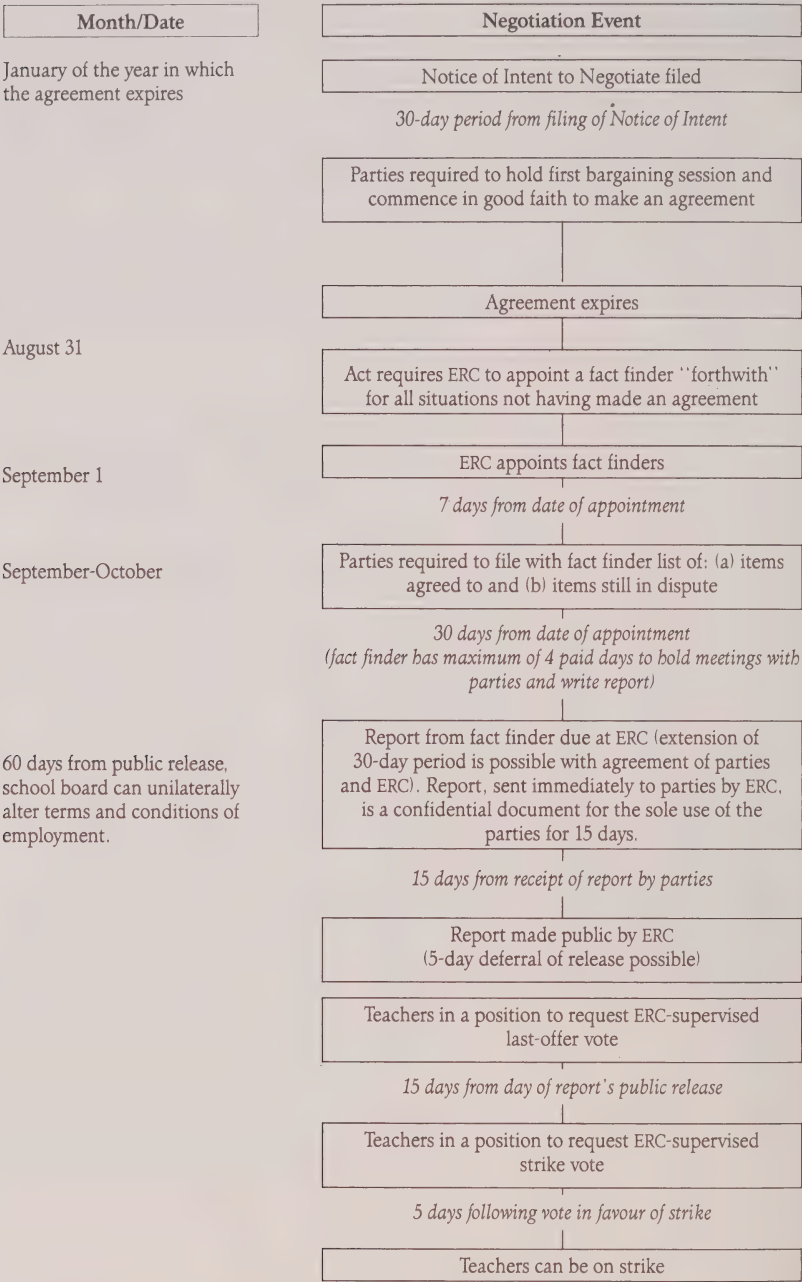 Month/Date
Negotiation Event
January of the year in which
the agreement expires
Notice of Intent to Negotiate filed
30-day period from filing of Notice of Intent
Parties required to hold first bargaining session and
commence in good faith to make an agreement
Agreement expires
August 31
Act requires ERC to appoint a fact finder "forthwith"
for all situations not having made an agreement
September 1
ERC appoints fact finders
7 days from date of appointment
September-October
Parties required to file with fact finder list of: (a) items
agreed to and (b) items still in dispute
30 days from date of appointment
(fact finder has maximum of 4 paid days to hold meetings with
parties and write report)
60 days from public release,
school board can unilaterally
alter terms and conditions of
employment.
Report from fact finder due at ERC (extension of
30-day period is possible with agreement of parties
and ERC). Report, sent immediately to parties by ERC,
is a confidential document for the sole use of the
parties for 15 days.
15 days from receipt of report by parties
Report made public by ERC
(5-day deferral of release possible)
Teachers in a position to request ERC-supervised
last-offer vote
15 days from day of report's public release
Teachers in a position to request ERC-supervised
strike vote
5 days following vote in favour of strike
Teachers can be on strike